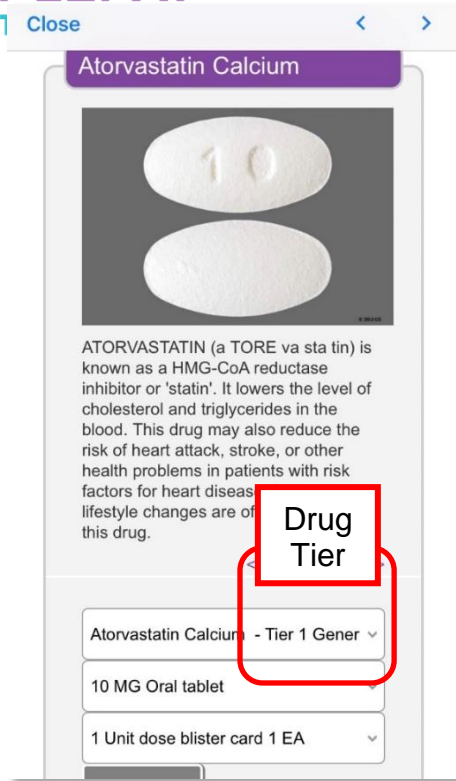 Close < >
Atorvastatin Calcium
10
ATORVASTATIN (a TORE va sta tin) is
known as a HMG-CoA reductase
inhibitor or 'statin'. It lowers the level of
cholesterol and triglycerides in the
blood. This drug may also reduce the
risk of heart attack, stroke, or other
health problems in patients with risk
factors for heart
lifestyle changes are
this drug.
Drug
Tier
Atorvastatin Calcium - Tier 1 Gener
10 MG Oral tablet
1 Unit dose blister card 1 EA